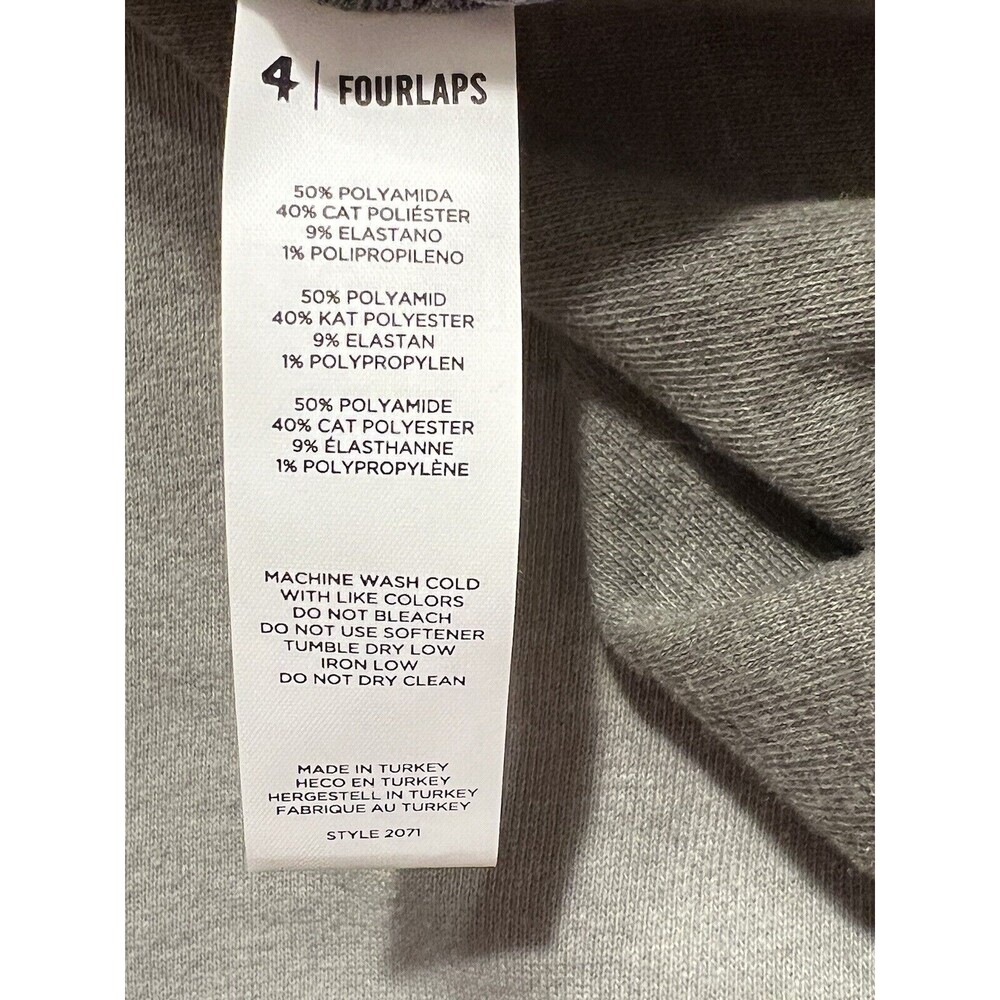 4 | FOURLAPS
50% POLYAMIDA
40% CAT POLIÉSTER
9% ELASTANO
1% POLIPROPILENO
50% POLYAMID
40% KAT POLYESTER
9% ELASTAN
1% POLYPROPYLEN
50% POLYAMIDE
40% CAT POLYESTER
9% ÉLASTHANNE
1% POLYPROPYLÈNE
MACHINE WASH COLD
WITH LIKE COLORS
DO NOT BLEACH
DO NOT USE SOFTENER
TUMBLE DRY LOW
IRON LOW
DO NOT DRY CLEAN
MADE IN TURKEY
HECO EN TURKEY
HERGESTELL IN TURKEY
FABRIQUE AU TURKEY
STYLE 2071